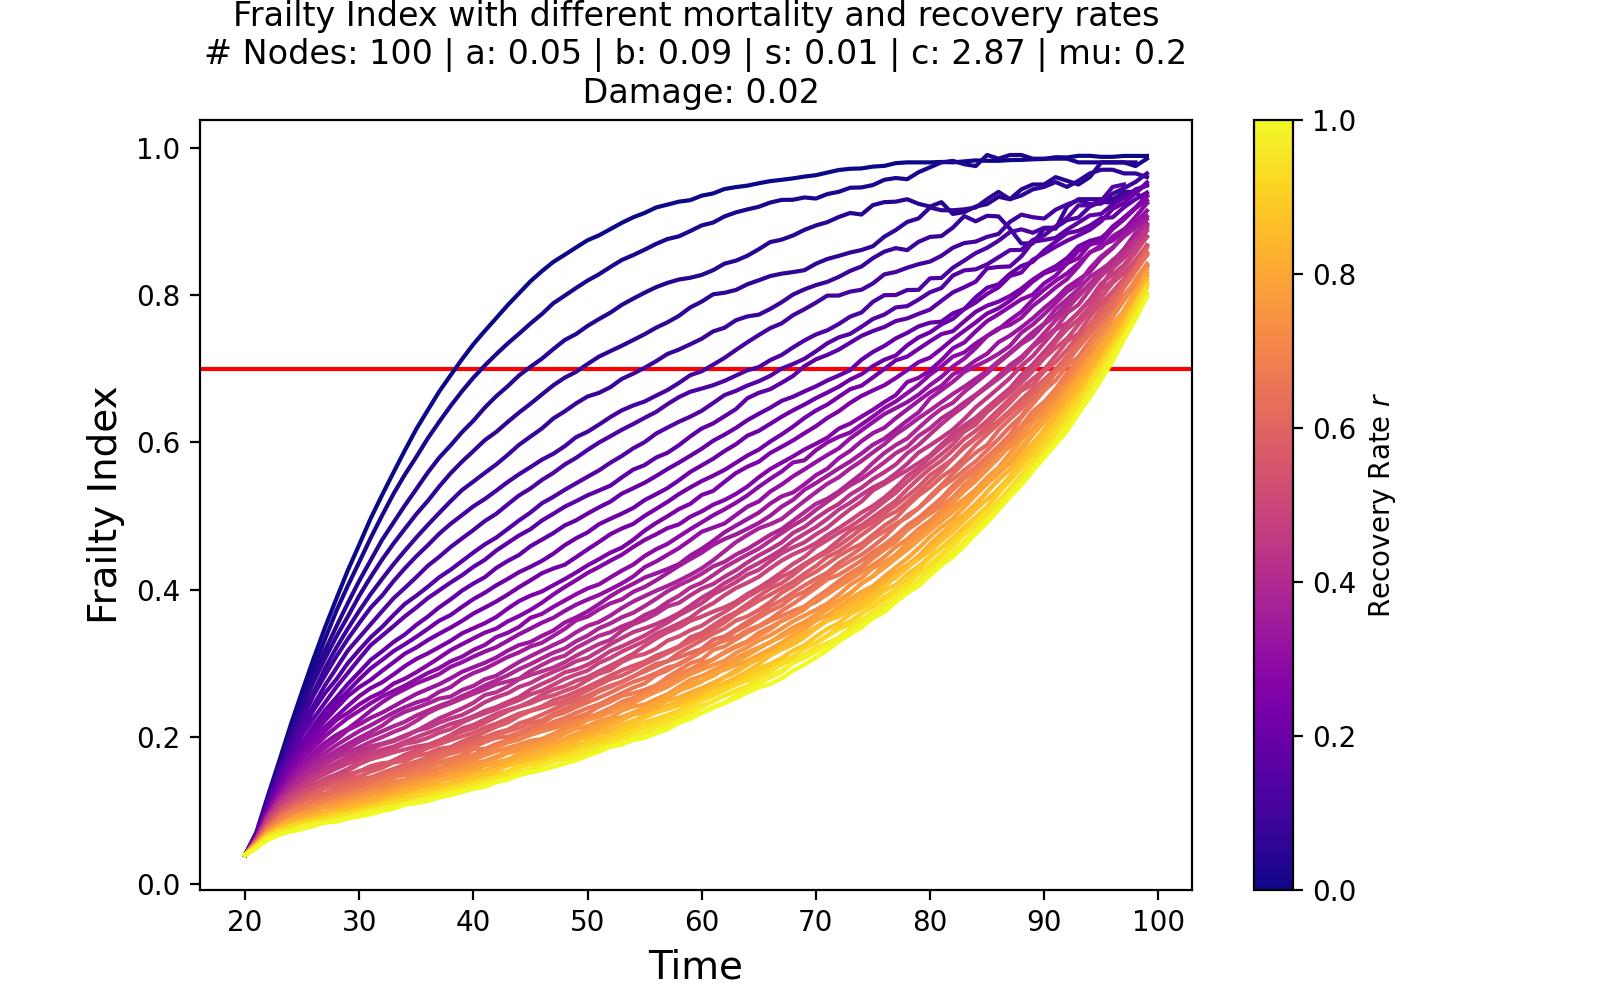 Frailty Index with different mortality and recovery rates
# Nodes: 100 | a: 0.05 | b: 0.09 | s: 0.01 | c: 2.87 | mu: 0.2
Damage: 0.02
1.0
0.8
0.6
0.4
0.2
0.0
Frailty Index
20 30 40 50 60 70 80 90 100
Time
1.0
0.8
0.6
0.4
0.2
0.0
Recovery Rate r